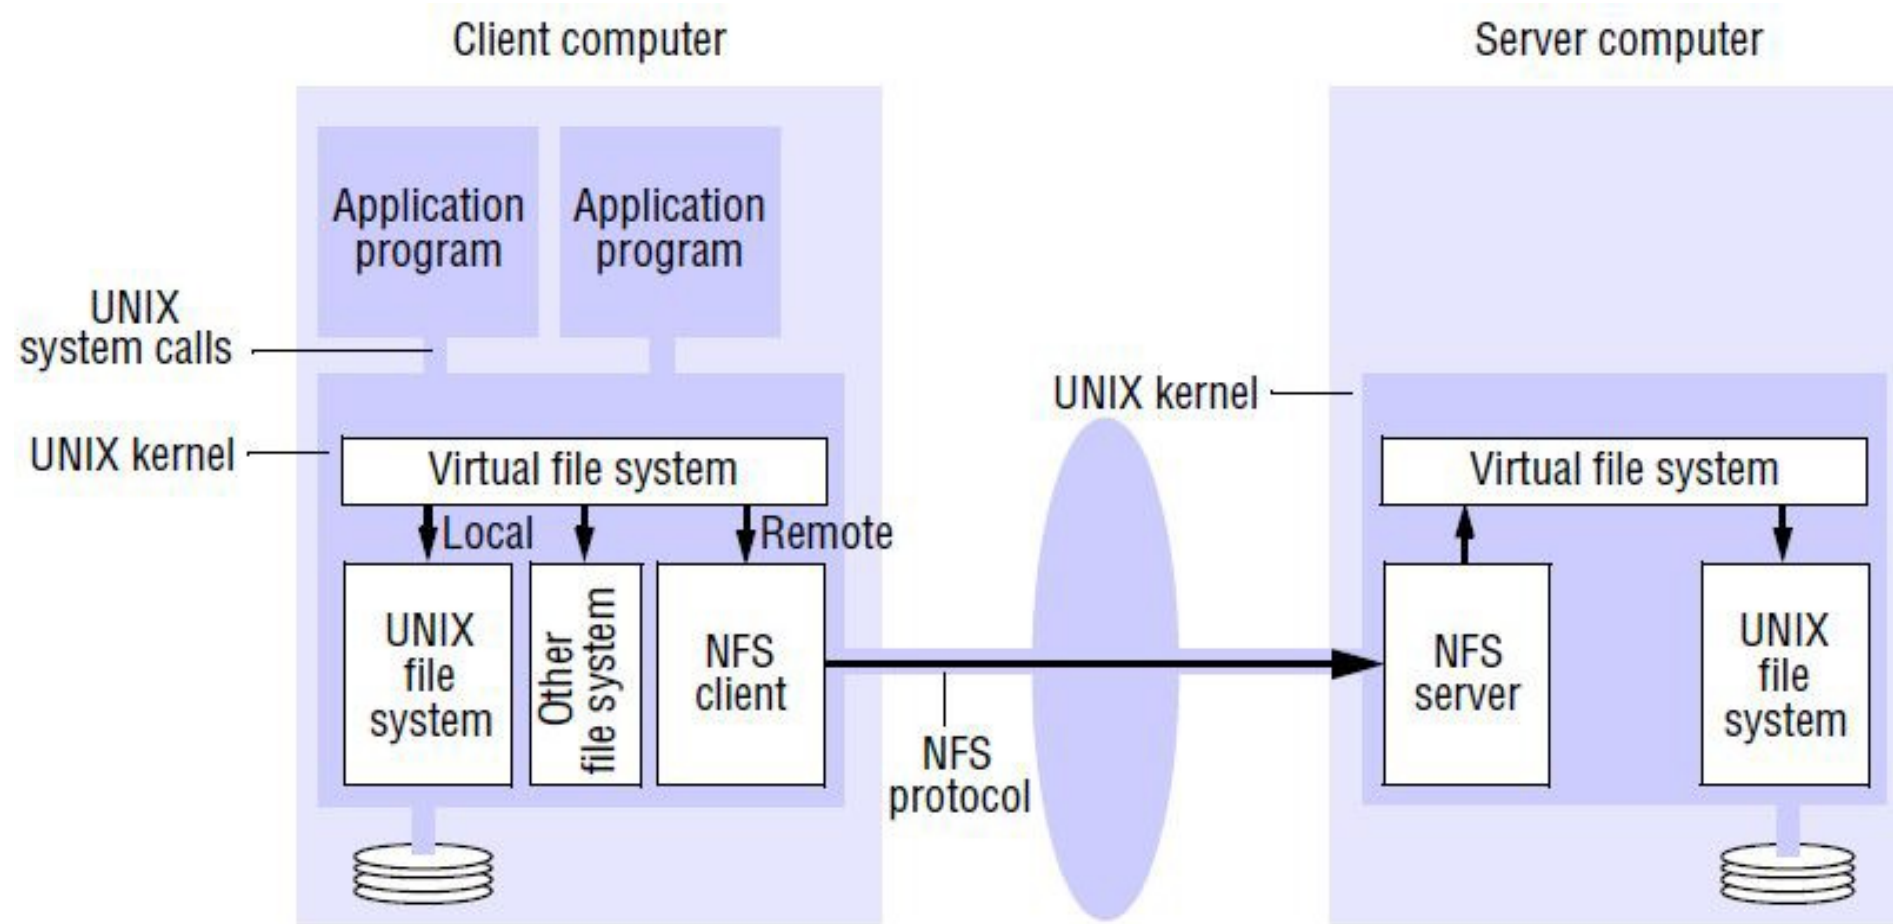 Client computer
Server computer
Application
program
Application
program
UNIX
system calls
UNIX kernel
UNIX kernel
Virtual file system
Virtual file system
Local
Remote
UNIX
file
system
Other
file system
NFS
client
NFS
protocol
NFS
server
UNIX
file
system